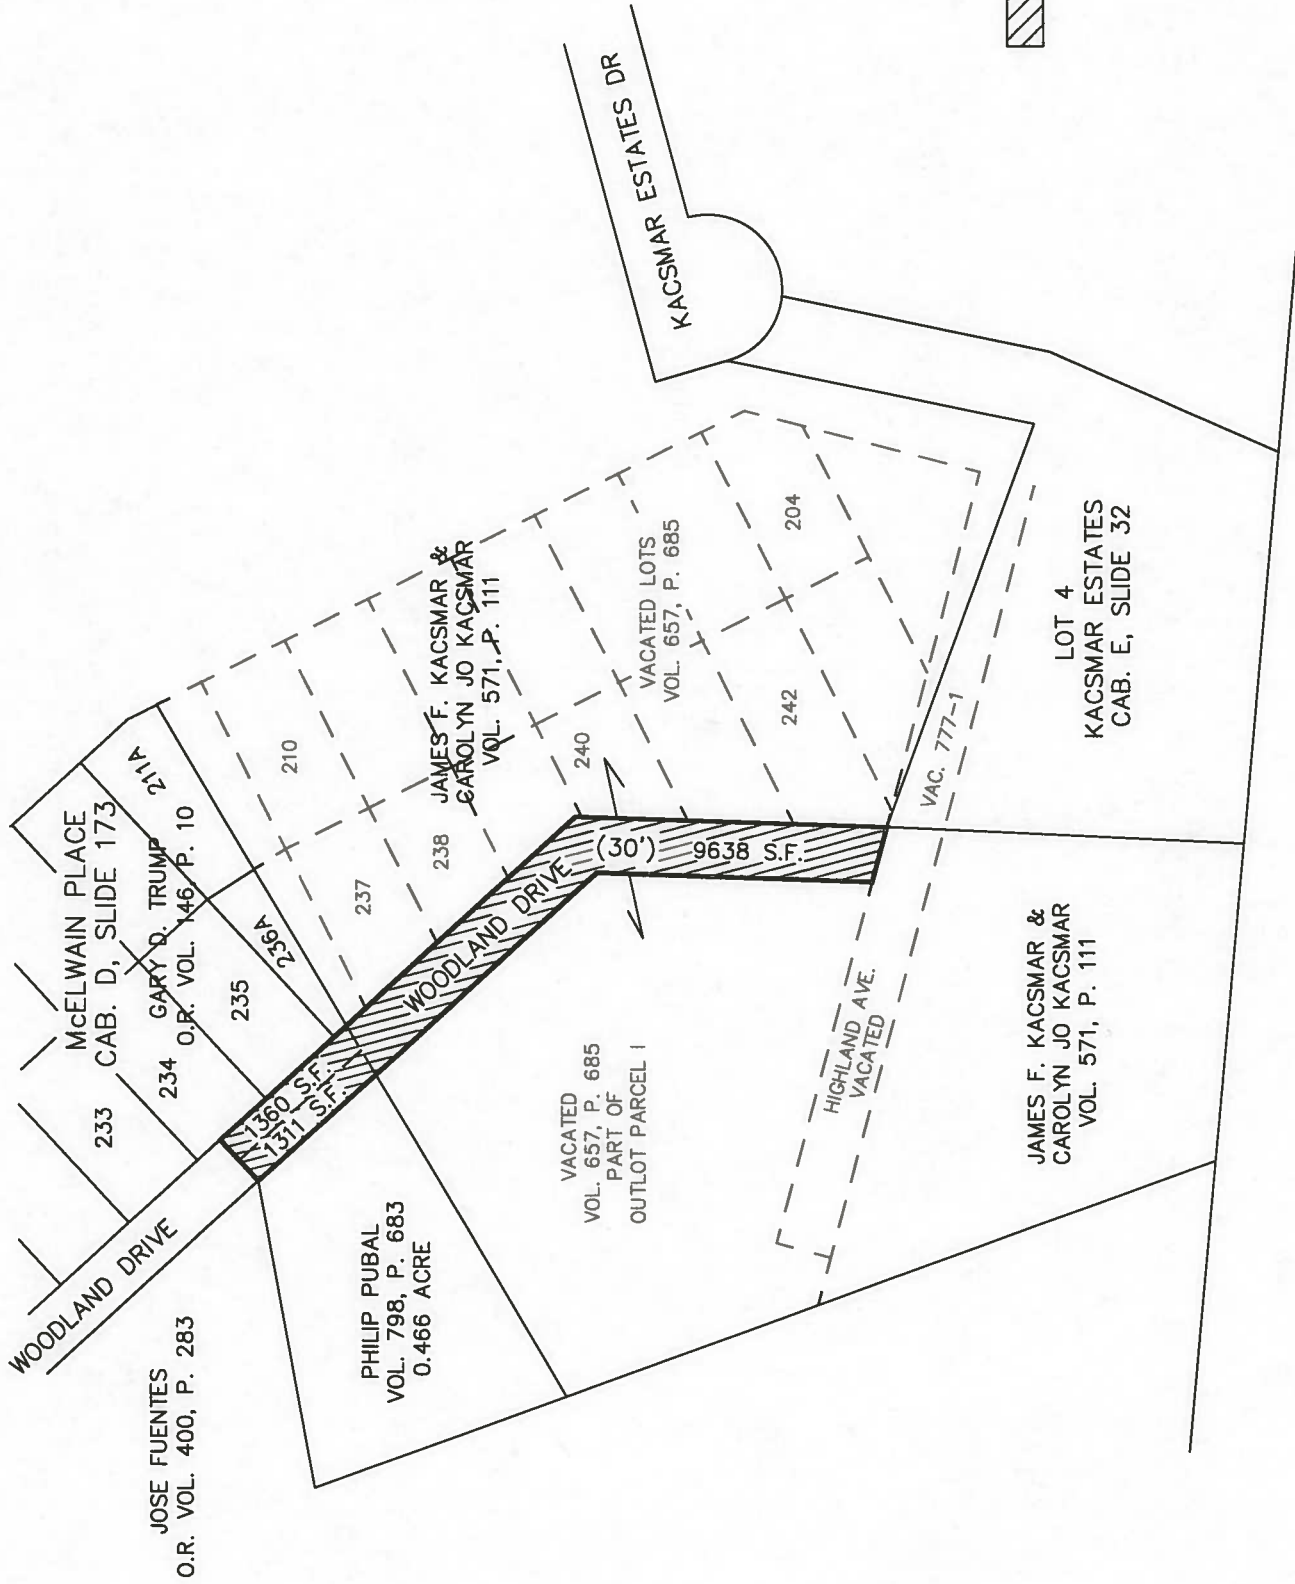 KACSMAR ESTATES DR
McELWAIN PLACE
CAB. D, SLIDE 173
GARY D. TRUMP
O.R. VOL. 146, P. 10
211A
236A
233
234
235
210
237
238
JAMES F. KACSMAR &
CAROLYN JO KACSMAR
VOL. 571, P. 111
240
VACATED LOTS
VOL. 657, P. 685
204
242
WOODLAND DRIVE
1360 S.F.
1311 S.F.
WOODLAND DRIVE
(30')
9638 S.F.
VAC. 777-1
LOT 4
KACSMAR ESTATES
CAB. E, SLIDE 32
JOSE FUENTES
O.R. VOL. 400, P. 283
PHILIP PUBAL
VOL. 798, P. 683
0.466 ACRE
VACATED
VOL. 657, P. 685
PART OF
OUTLOT PARCEL I
HIGHLAND AVE.
VACATED
JAMES F. KACSMAR &
CAROLYN JO KACSMAR
VOL. 571, P. 111